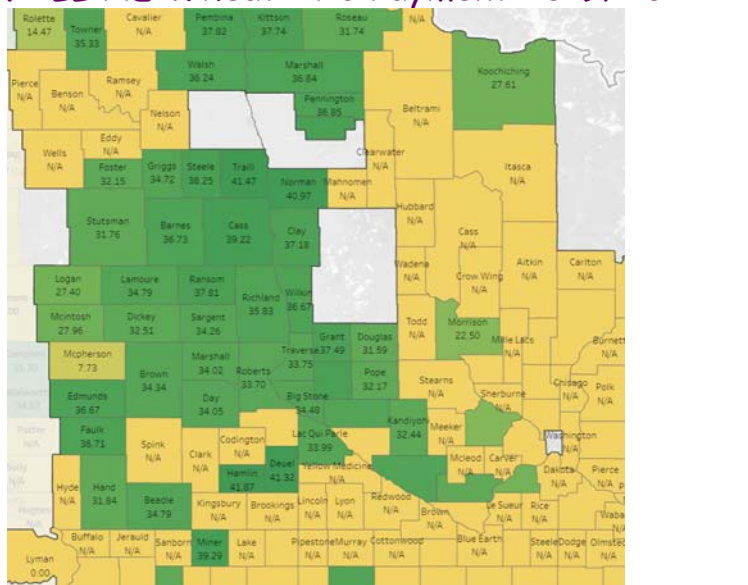 Rolette
14.47
Towner
35.33
Cavalier
N/A
Pembina
37.82
Kittson
37.74
Roseau
31.74
N/A
Walsh
36.24
Marshall
36.84
Koochiching
27.61
Pierce
N/A
Benson
N/A
Ramsey
N/A
Nelson
N/A
Pennington
36.85
Beltrami
N/A
Wells
N/A
Eddy
N/A
Foster
32.15
Griggs
34.72
Steele
38.25
Traill
41.47
Norman
40.97
Mahnomen
N/A
Clearwater
N/A
Itasca
N/A
Stutsman
31.76
Barnes
36.73
Cass
39.22
Clay
37.18
Hubbard
N/A
Cass
N/A
Wadena
N/A
Crow Wing
N/A
Aitkin
N/A
Carlton
N/A
Logan
27.40
Lamoure
34.79
Ransom
37.81
Richland
35.83
Wilkin
36.67
Mcintosh
27.96
Dickey
32.51
Sargent
34.26
Grant
37.49
Douglas
31.59
Todd
N/A
Morrison
22.50
Mille Lacs
N/A
Burnett
N/A
Mcpherson
7.73
Brown
34.34
Marshall
34.02
Roberts
33.70
Traverse
33.75
Pope
32.17
Stearns
N/A
Sherburne
N/A
Chisago
N/A
Polk
N/A
Edmunds
36.67
Day
34.05
Big Stone
34.48
Faulk
36.71
Spink
N/A
Clark
N/A
Codington
N/A
Lac Qui Parle
33.99
Kandiyohi
32.44
Meeker
N/A
Washington
N/A
Hyde
N/A
Hand
31.84
Hamlin
41.87
Deuel
41.32
Yellow Medicine
N/A
Mcleod
N/A
Carver
N/A
Dakota
N/A
Pierce
N/A
Beadle
34.79
Kingsbury
N/A
Brookings
N/A
Lincoln
N/A
Lyon
N/A
Redwood
N/A
Brown
N/A
Le Sueur
N/A
Rice
N/A
Waba
N/A
Lyman
0.00
Buffalo
N/A
Jerauld
N/A
Sanborn
N/A
Miner
39.29
Lake
N/A
Pipestone
N/A
Murray
N/A
Cottonwood
N/A
Blue Earth
N/A
Steele
N/A
Dodge
N/A
Olmsted
N/A